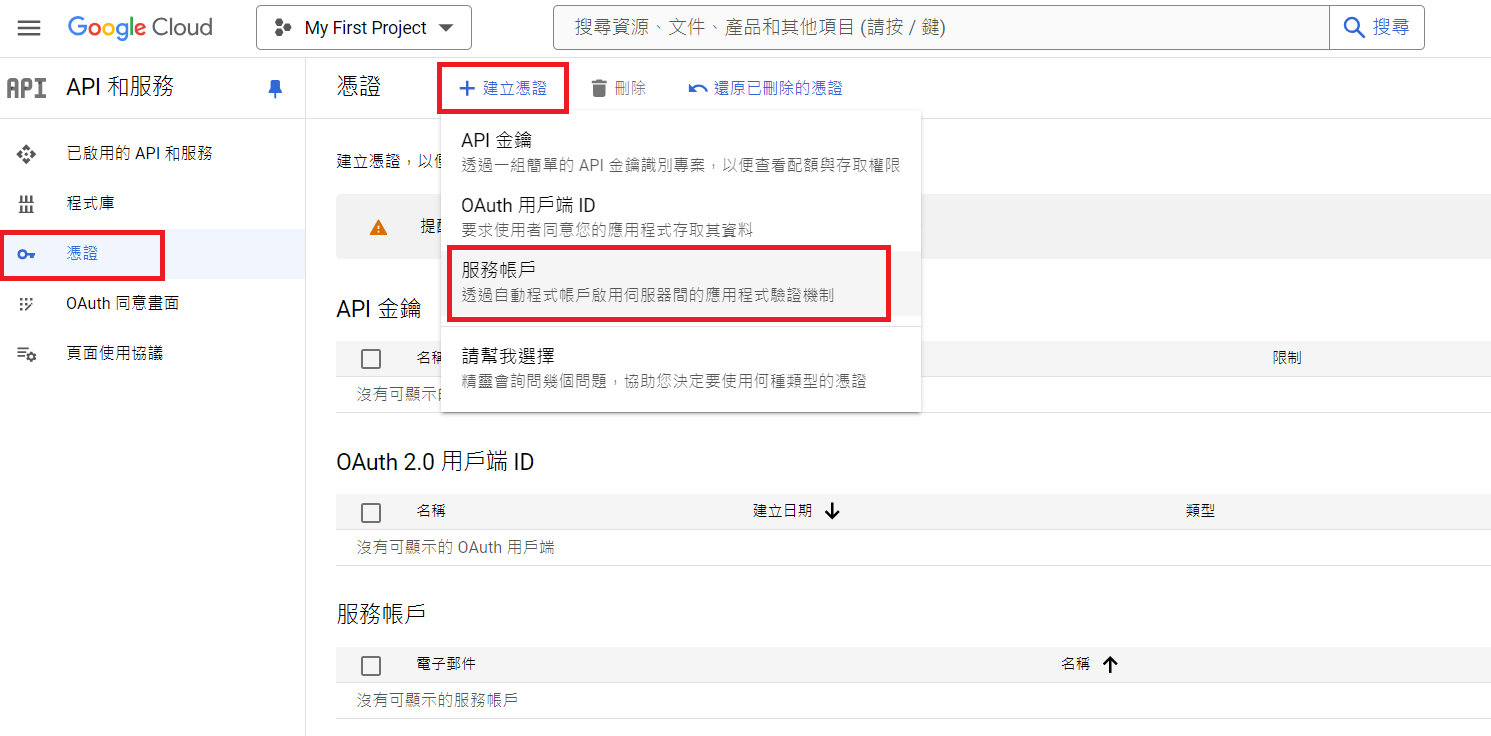 Google Cloud
My First Project
搜尋資源、文件、產品和其他項目 (請按 / 鍵)
搜尋
API
API 和服務
憑證
建立憑證
刪除
還原已刪除的憑證
已啟用的 API 和服務
程式庫
憑證
OAuth 同意畫面
頁面使用協議
建立憑證，以
API 金鑰
透過一組簡單的 API 金鑰識別專案，以便查看配額與存取權限
OAuth 用戶端 ID
要求使用者同意您的應用程式存取其資料
服務帳戶
透過自動程式帳戶啟用伺服器間的應用程式驗證機制
請幫我選擇
精靈會詢問幾個問題，協助您決定要使用何種類型的憑證
提
API 金鑰
名
限制
沒有可顯示
OAuth 2.0 用戶端 ID
名稱
建立日期
類型
沒有可顯示的 OAuth 用戶端
服務帳戶
電子郵件
名稱
沒有可顯示的服務帳戶